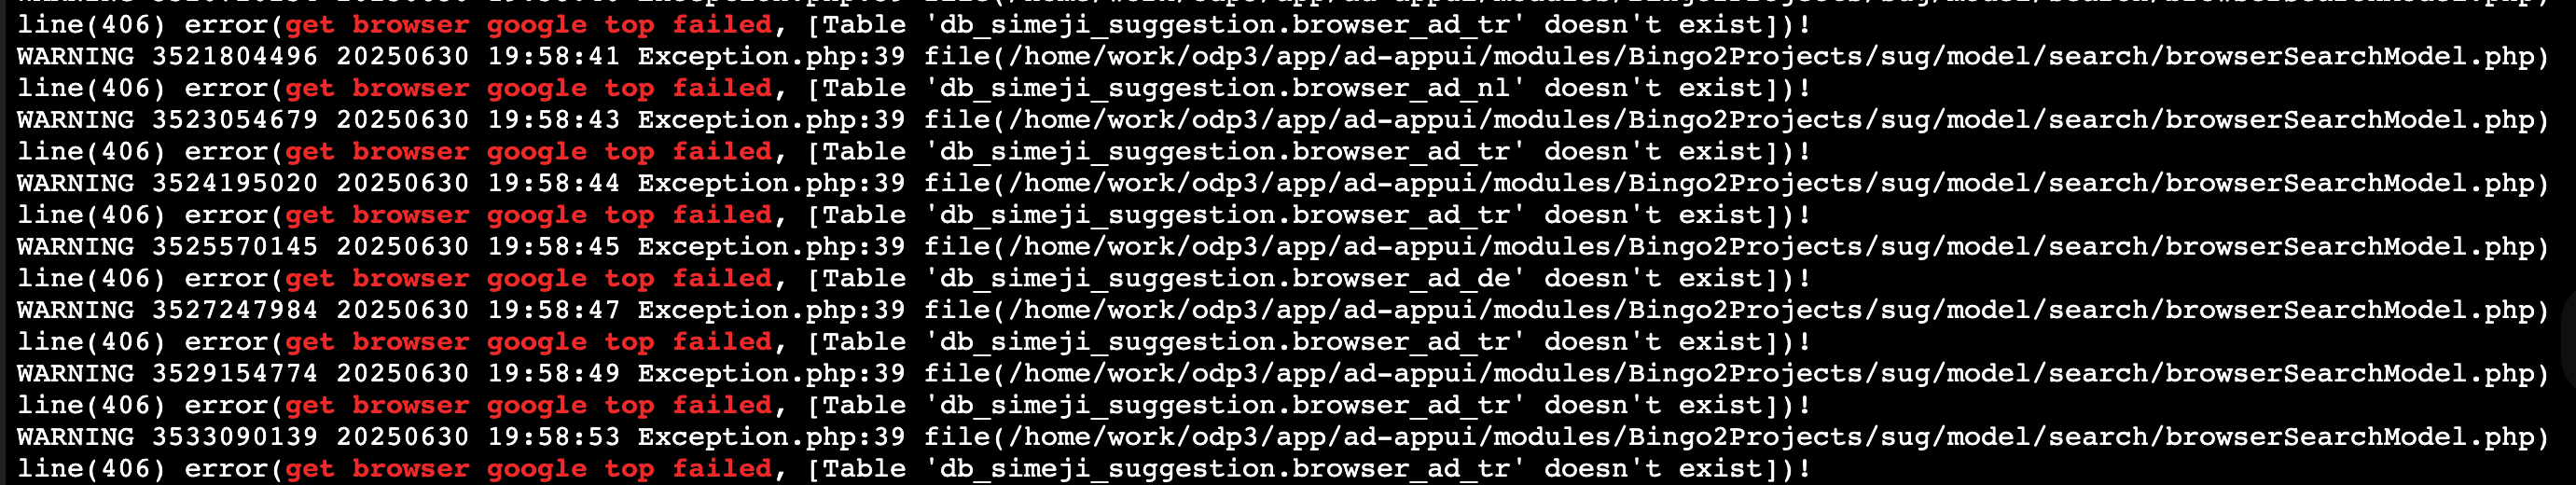 line(406) error(get browser google top failed, [Table 'db_simeji_suggestion.browser_ad_tr' doesn't exist])!
WARNING 3521804496 20250630 19:58:41 Exception.php:39 file(/home/work/odp3/app/ad-appui/modules/Bingo2Projects/sug/model/search/browserSearchModel.php)
line(406) error(get browser google top failed, [Table 'db_simeji_suggestion.browser_ad_nl' doesn't exist])!
WARNING 3523054679 20250630 19:58:43 Exception.php:39 file(/home/work/odp3/app/ad-appui/modules/Bingo2Projects/sug/model/search/browserSearchModel.php)
line(406) error(get browser google top failed, [Table 'db_simeji_suggestion.browser_ad_tr' doesn't exist])!
WARNING 3524195020 20250630 19:58:44 Exception.php:39 file(/home/work/odp3/app/ad-appui/modules/Bingo2Projects/sug/model/search/browserSearchModel.php)
line(406) error(get browser google top failed, [Table 'db_simeji_suggestion.browser_ad_tr' doesn't exist])!
WARNING 3525570145 20250630 19:58:45 Exception.php:39 file(/home/work/odp3/app/ad-appui/modules/Bingo2Projects/sug/model/search/browserSearchModel.php)
line(406) error(get browser google top failed, [Table 'db_simeji_suggestion.browser_ad_de' doesn't exist])!
WARNING 3527247984 20250630 19:58:47 Exception.php:39 file(/home/work/odp3/app/ad-appui/modules/Bingo2Projects/sug/model/search/browserSearchModel.php)
line(406) error(get browser google top failed, [Table 'db_simeji_suggestion.browser_ad_tr' doesn't exist])!
WARNING 3529154774 20250630 19:58:49 Exception.php:39 file(/home/work/odp3/app/ad-appui/modules/Bingo2Projects/sug/model/search/browserSearchModel.php)
line(406) error(get browser google top failed, [Table 'db_simeji_suggestion.browser_ad_tr' doesn't exist])!
WARNING 3533090139 20250630 19:58:53 Exception.php:39 file(/home/work/odp3/app/ad-appui/modules/Bingo2Projects/sug/model/search/browserSearchModel.php)
line(406) error(get browser google top failed, [Table 'db_simeji_suggestion.browser_ad_tr' doesn't exist])!